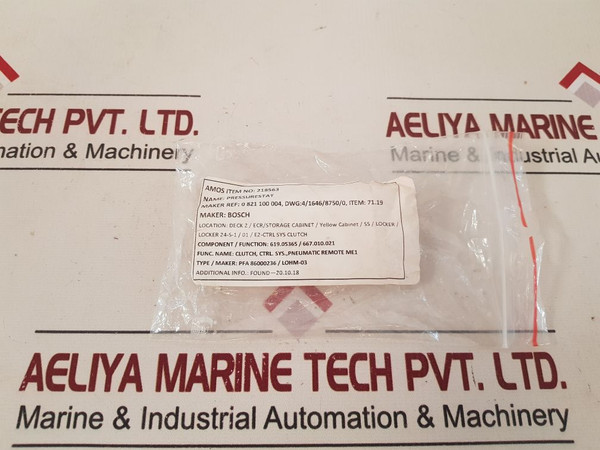 TECH PVT. LTD.
mation & Machinery
AELIYA MARINE
Marine & Industrial Autom
AMOS ITEM NO: 218563
NAME: PRESSURESTAT
MAKER REF: 0 821 100 004, DWG:4/1646/8750/0, ITEM: 71.19
MAKER: BOSCH
LOCATION: DECK 2 / ECR/STORAGE CABINET / Yellow Cabinet / SS / LOCKER /
LOCKER 24-S-1 / 01 / E2-CTRL SYS CLUTCH
COMPONENT / FUNCTION: 619.05365 / 667.010.021
FUNC. NAME: CLUTCH, CTRL. SYS.,PNEUMATIC REMOTE ME1
TYPE / MAKER: PFA 86000236 / LOHM-03
ADDITIONAL INFO.: FOUND—20.10.18
AELIYA MARINE TECH PVT. LTD.
Marine & Industrial Automation & Machinery